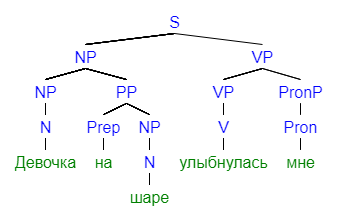 S
NP VP
NP PP VP PronP
N Prep NP V Pron
Девочка на N улыбнулась мне
шаре